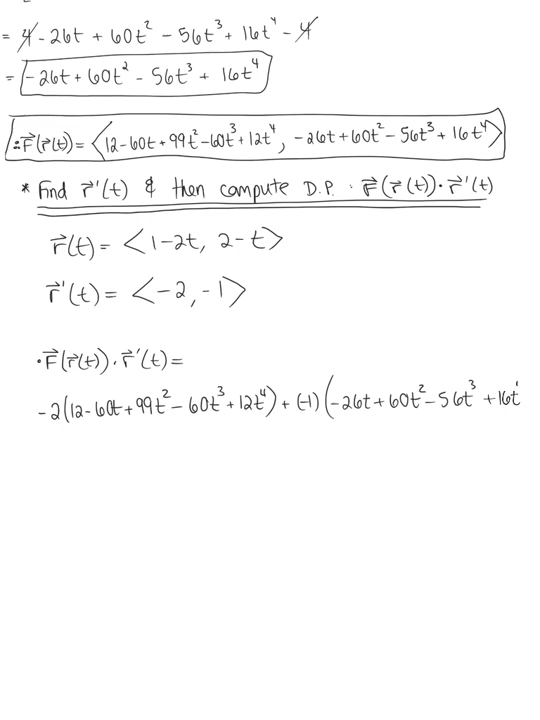 = 4 - 26t + 60t² - 56t³ + 16t⁴ - 4
= -26t + 60t² - 56t³ + 16t⁴
∴ F⃗(r⃗(t)) = ⟨12-60t+99t²-60t³+12t⁴, -26t+60t²-56t³+16t⁴⟩
* Find r⃗'(t) & then compute D.P. : F⃗(r⃗(t))·r⃗'(t)
r⃗(t) = <1-2t, 2-t>
r⃗'(t) = <-2, -1>
·F⃗(r⃗(t))·r⃗'(t) =
-2(12-60t+99t²-60t³+12t⁴) + (-1)(-26t+60t²-56t³+16t